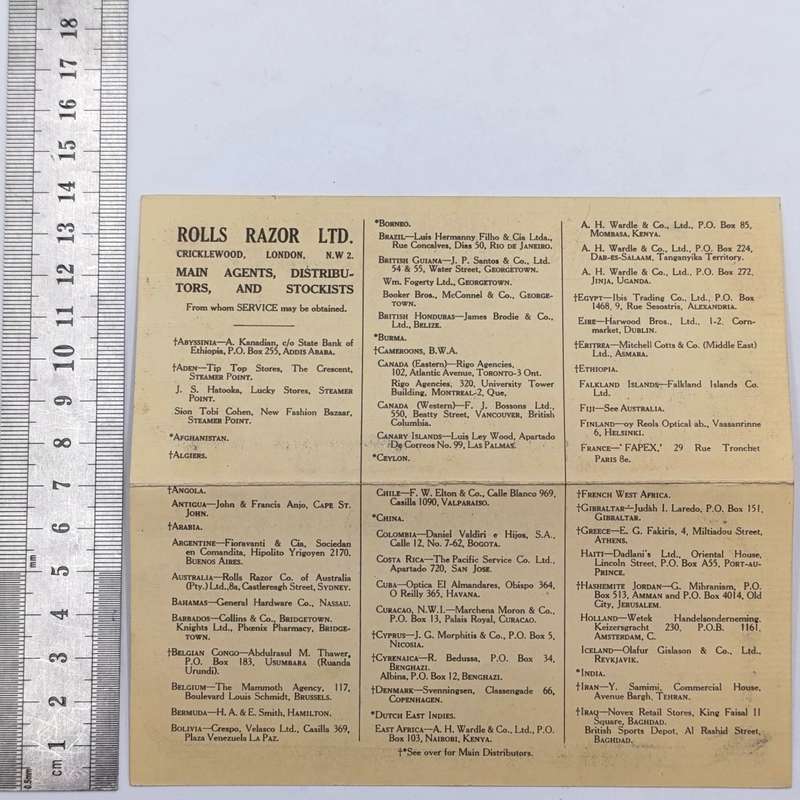 ROLLS RAZOR LTD.
CRICKLEWOOD, LONDON, N.W 2.
MAIN AGENTS, DISTRIBU-
TORS, AND STOCKISTS
From whom SERVICE may be obtained.
†ABYSSINIA—A. Kanadian, c/o State Bank of
Ethiopia, P.O. Box 255, ADDIS ABABA.
†ADEN—Tip Top Stores, The Crescent,
STEAMER POINT.
J. S. Hatooka, Lucky Stores, STEAMER
POINT.
Sion Tobi Cohen, New Fashion Bazaar,
STEAMER POINT.
*AFGHANISTAN.
†ALGIERS.
†ANGOLA.
ANTIGUA—John & Francis Anjo, CAPE ST.
JOHN.
†ARABIA.
ARGENTINE—Fioravanti & Cia, Sociedan
en Comandita, Hipolito Yrigoyen 2170.
BUENOS AIRES.
AUSTRALIA—Rolls Razor Co. of Australia
(Pty.) Ltd.,8a, Castlereagh Street, SYDNEY.
BAHAMAS—General Hardware Co., NASSAU.
BARBADOS—Collins & Co., BRIDGETOWN.
Knights Ltd., Phœnix Pharmacy, BRIDGE-
TOWN.
†BELGIAN CONGO—Abdulrasul M. Thawer,
P.O. Box 183, USUMBARA (Ruanda
Urundi).
BELGIUM—The Mammoth Agency, 117,
Boulevard Louis Schmidt, BRUSSELS.
BERMUDA—H. A. & E. Smith, HAMILTON.
BOLIVIA—Crespo, Velasco Ltd., Casilla 369,
Plaza Venezuela LA PAZ.
*BORNEO.
BRAZIL—Luis Hermanny Filho & Cia Ltda.,
Rue Concalves, Dias 50, RIO DE JANEIRO.
BRITISH GUIANA—J. P. Santos & Co., Ltd.
54 & 55, Water Street, GEORGETOWN.
Wm. Fogerty Ltd., GEORGETOWN.
Booker Bros., McConnel & Co., GEORGE-
TOWN.
BRITISH HONDURAS—James Brodie & Co.,
Ltd., BELIZE.
*BURMA.
†CAMEROONS, B.W.A.
CANADA (Eastern)—Rigo Agencies,
102, Atlantic Avenue, TORONTO-3 Ont.
Rigo Agencies, 320, University Tower
Building, MONTREAL-2, Que,
CANADA (Western)—F. J. Bossons Ltd.,
550, Beatty Street, VANCOUVER, British
Columbia.
CANARY ISLANDS—Luis Ley Wood, Apartado
De Correos No. 99, LAS PALMAS.
*CEYLON.
CHILE—F. W. Elton & Co., Calle Blanco 969,
Casilla 1090, VALPARAISO.
*CHINA.
COLOMBIA—Daniel Valdiri e Hijos, S.A.,
Calle 12, No. 7-62, BOGOTA.
COSTA RICA—The Pacific Service Co. Ltd.,
Apartado 720, SAN JOSE.
CUBA—Optica El Almandares, Obispo 364,
O Reilly 365, HAVANA.
CURACAO, N.W.I.—Marchena Moron & Co.,
P.O. Box 13, Palais Royal, CURACAO.
†CYPRUS—J. G. Morphitis & Co., P.O. Box 5,
NICOSIA.
†CYRENAICA—R. Bedussa, P.O. Box 34,
BENGHAZI.
Albina, P.O. Box 12, BENGHAZI.
†DENMARK—Svenningsen, Classengade 66,
COPENHAGEN.
*DUTCH EAST INDIES.
EAST AFRICA—A. H. Wardle & Co., Ltd., P.O.
Box 103, NAIROBI, KENYA.
A. H. Wardle & Co., Ltd., P.O. Box 85,
MOMBASA, KENYA.
A. H. Wardle & Co., Ltd., P.O. Box 224,
DAR-ES-SALAAM, Tanganyika Territory.
A. H. Wardle & Co., Ltd., P.O. Box 272,
JINJA, UGANDA.
†EGYPT—Ibis Trading Co., Ltd., P.O. Box
1468, 9, Rue Sesostris, ALEXANDRIA.
EIRE—Harwood Bros., Ltd., 1-2, Corn-
market, DUBLIN.
†ERITREA—Mitchell Cotts & Co. (Middle East)
Ltd., ASMARA.
†ETHIOPIA.
FALKLAND ISLANDS—Falkland Islands Co.
Ltd.
FIJI—See AUSTRALIA.
FINLAND—oy Reola Optical ab., Vaasanrinne
6, HELSINKI.
FRANCE—'FAPEX,' 29 Rue Tronchet
PARIS 8e.
†FRENCH WEST AFRICA.
†GIBRALTAR—Judah I. Laredo, P.O. Box 151,
GIBRALTAR.
†GREECE—E. G. Fakiris, 4, Miltiadou Street,
ATHENS.
HAITI—Dadlani's Ltd., Oriental House,
Lincoln Street, P.O. Box A55, PORT-AU-
PRINCE.
†HASHEMITE JORDAN—G. Mihranism, P.O.
Box 513, AMMAN and P.O. Box 4014, Old
City, JERUSALEM.
HOLLAND—Wetek Handelsonderneming.
Keizersgracht 230, P.O.B. 1161,
AMSTERDAM, C.
ICELAND—Olafur Gislason & Co., Ltd.,
REYKJAVIK.
*INDIA.
†IRAN—Y. Samimi, Commercial House,
Avenue Bargh, TEHRAN.
†IRAQ—Novex Retail Stores, King Faisal II
Square, BAGHDAD.
British Sports Depot, Al Rashid Street,
BAGHDAD.
†*See over for Main Distributors.
18
17
16
15
14
13
12
11
10
9
8
7
6
5
4
3
2
1
cm
mm
0.5mm